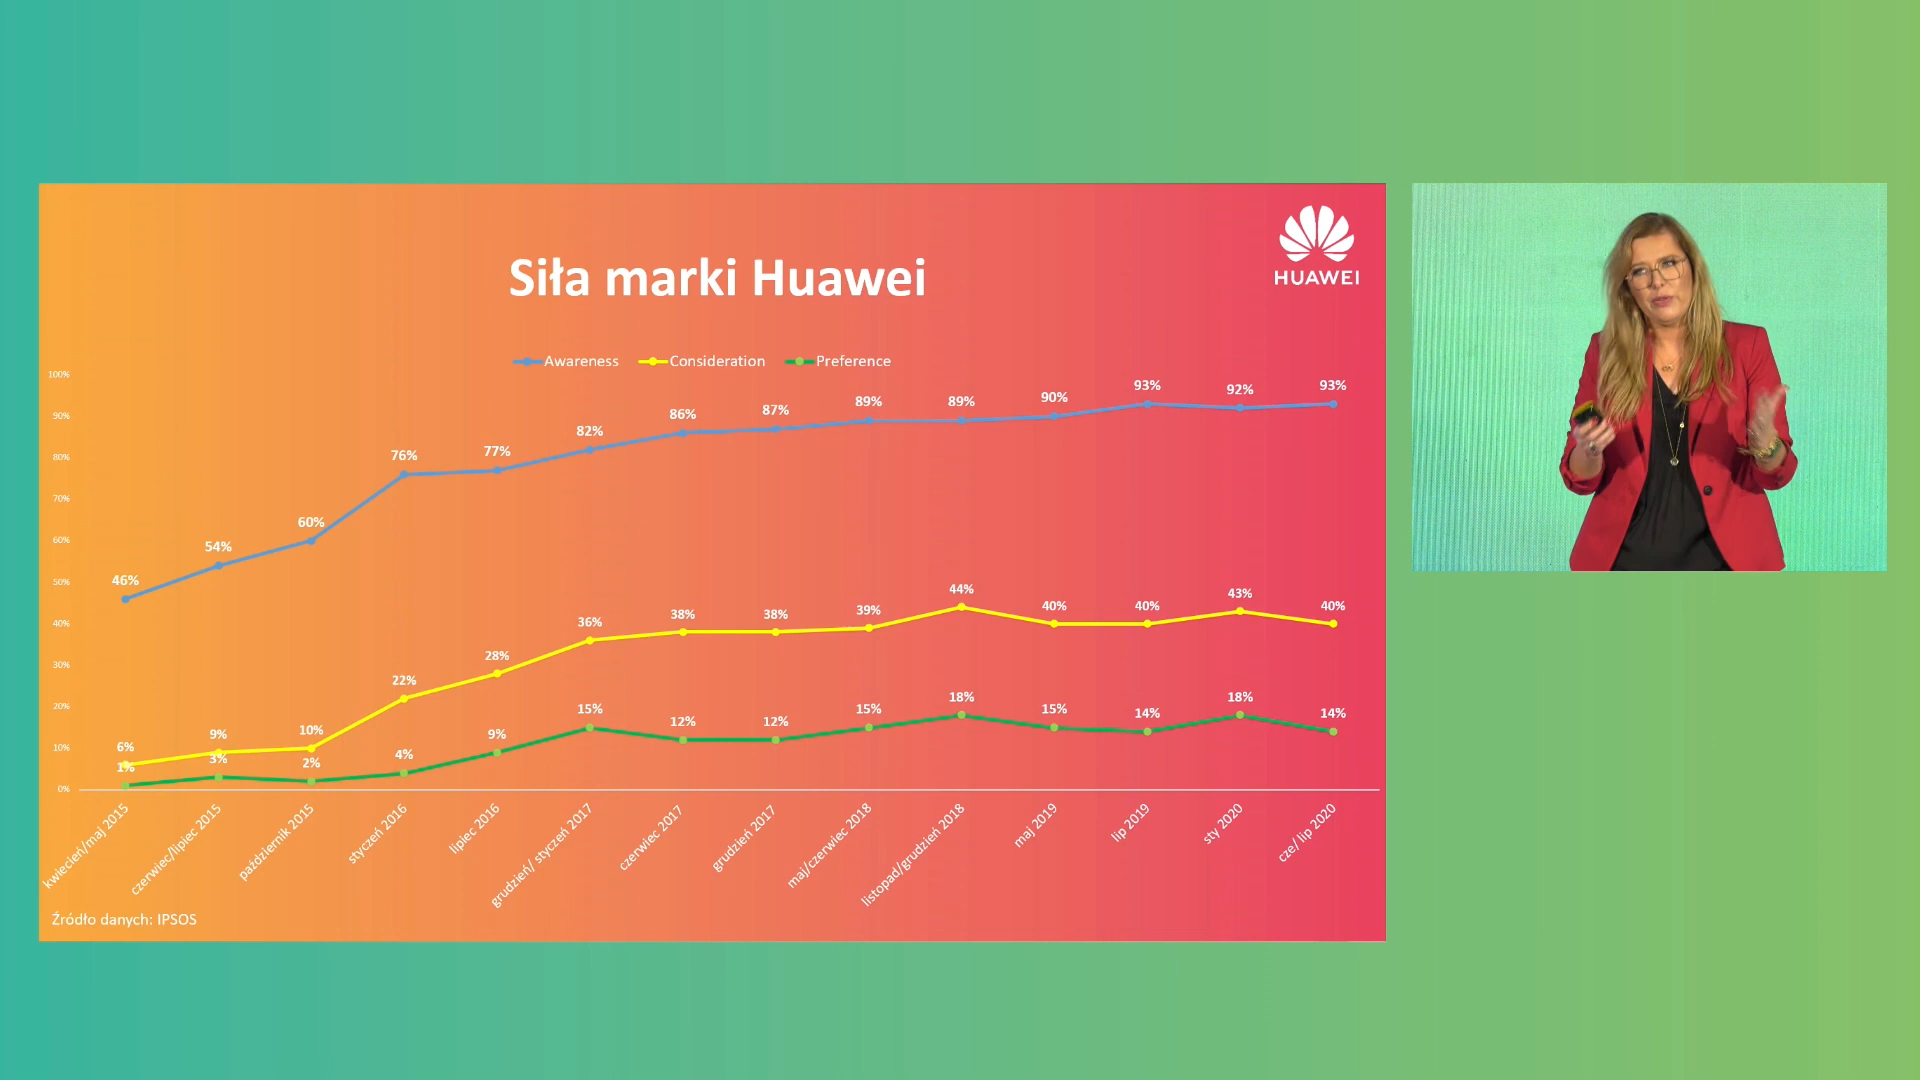 HUAWEI
Siła marki Huawei
Awareness Consideration Preference
100%
90%
80%
70%
60%
50%
40%
30%
20%
10%
0%
46% 54% 60% 76% 77% 82% 86% 87% 89% 89% 90% 93% 92% 93%
6% 9% 10% 22% 28% 36% 38% 38% 39% 44% 40% 40% 43% 40%
1% 3% 2% 4% 9% 15% 12% 12% 15% 18% 15% 14% 18% 14%
kwiecień/maj 2015
czerwiec/lipiec 2015
październik 2015
styczeń 2016
lipiec 2016
grudzień/ styczeń 2017
czerwiec 2017
grudzień 2017
maj/czerwiec 2018
listopad/grudzień 2018
maj 2019
lip 2019
sty 2020
cze/ lip 2020
Źródło danych: IPSOS